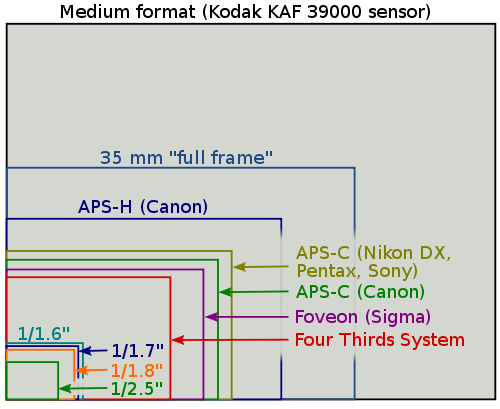 Medium format (Kodak KAF 39000 sensor)
35 mm "full frame"
APS-H (Canon)
APS-C (Nikon DX,
Pentax, Sony)
APS-C (Canon)
Foveon (Sigma)
Four Thirds System
1/1.6"
1/1.7"
1/1.8"
1/2.5"